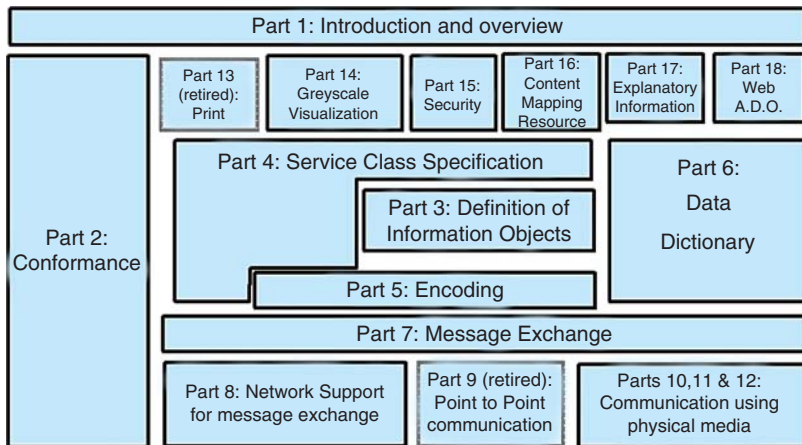 Part 1: Introduction and overview
Part 2:
Conformance
Part 13
(retired):
Print
Part 14:
Greyscale
Visualization
Part 15:
Security
Part 16:
Content
Mapping
Resource
Part 17:
Explanatory
Information
Part 18:
Web
A.D.O.
Part 4: Service Class Specification
Part 3: Definition of
Information Objects
Part 5: Encoding
Part 6:
Data
Dictionary
Part 7: Message Exchange
Part 8: Network Support
for message exchange
Part 9 (retired):
Point to Point
communication
Parts 10,11 & 12:
Communication using
physical media